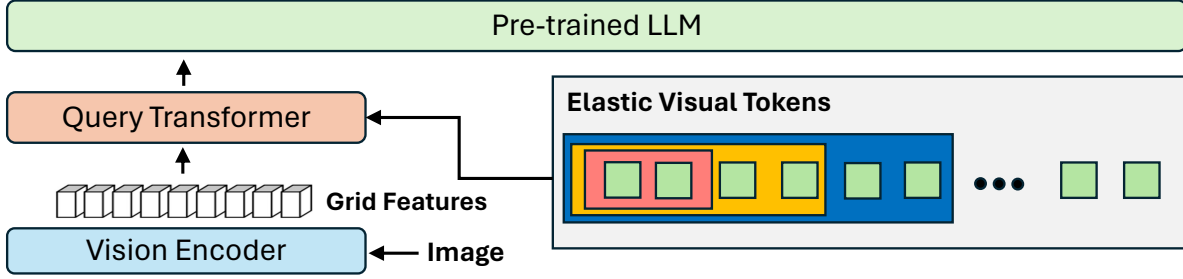 Pre-trained LLM
Query Transformer
Elastic Visual Tokens
Grid Features
Vision Encoder
Image